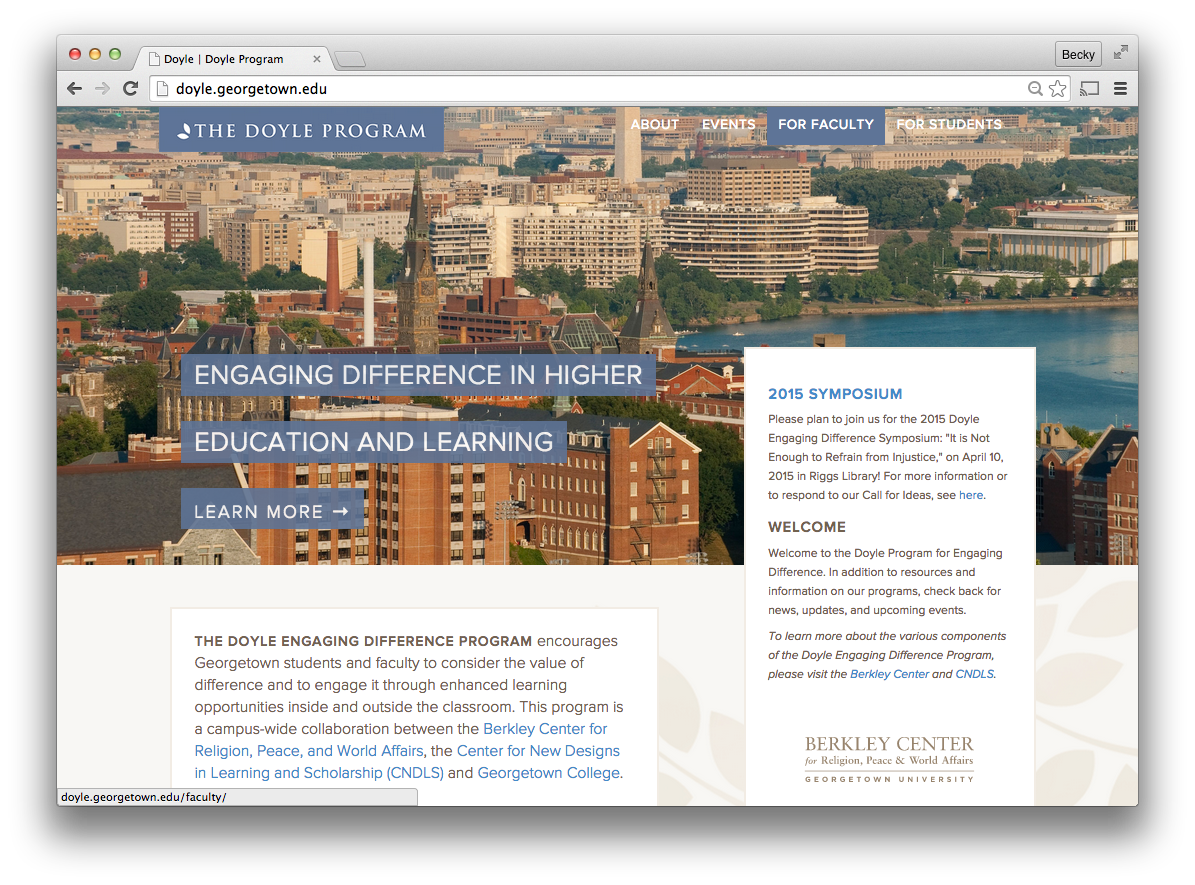 Doyle | Doyle Program
Becky
doyle.georgetown.edu
THE DOYLE PROGRAM
ABOUT EVENTS FOR FACULTY FOR STUDENTS
ENGAGING DIFFERENCE IN HIGHER
EDUCATION AND LEARNING
LEARN MORE →
2015 SYMPOSIUM
Please plan to join us for the 2015 Doyle
Engaging Difference Symposium: "It is Not
Enough to Refrain from Injustice," on April 10,
2015 in Riggs Library! For more information or
to respond to our Call for Ideas, see here.
WELCOME
Welcome to the Doyle Program for Engaging
Difference. In addition to resources and
information on our programs, check back for
news, updates, and upcoming events.
To learn more about the various components
of the Doyle Engaging Difference Program,
please visit the Berkley Center and CNDLS.
BERKLEY CENTER
for Religion, Peace & World Affairs
GEORGETOWN UNIVERSITY
THE DOYLE ENGAGING DIFFERENCE PROGRAM encourages
Georgetown students and faculty to consider the value of
difference and to engage it through enhanced learning
opportunities inside and outside the classroom. This program is
a campus-wide collaboration between the Berkley Center for
Religion, Peace, and World Affairs, the Center for New Designs
in Learning and Scholarship (CNDLS) and Georgetown College.
doyle.georgetown.edu/faculty/